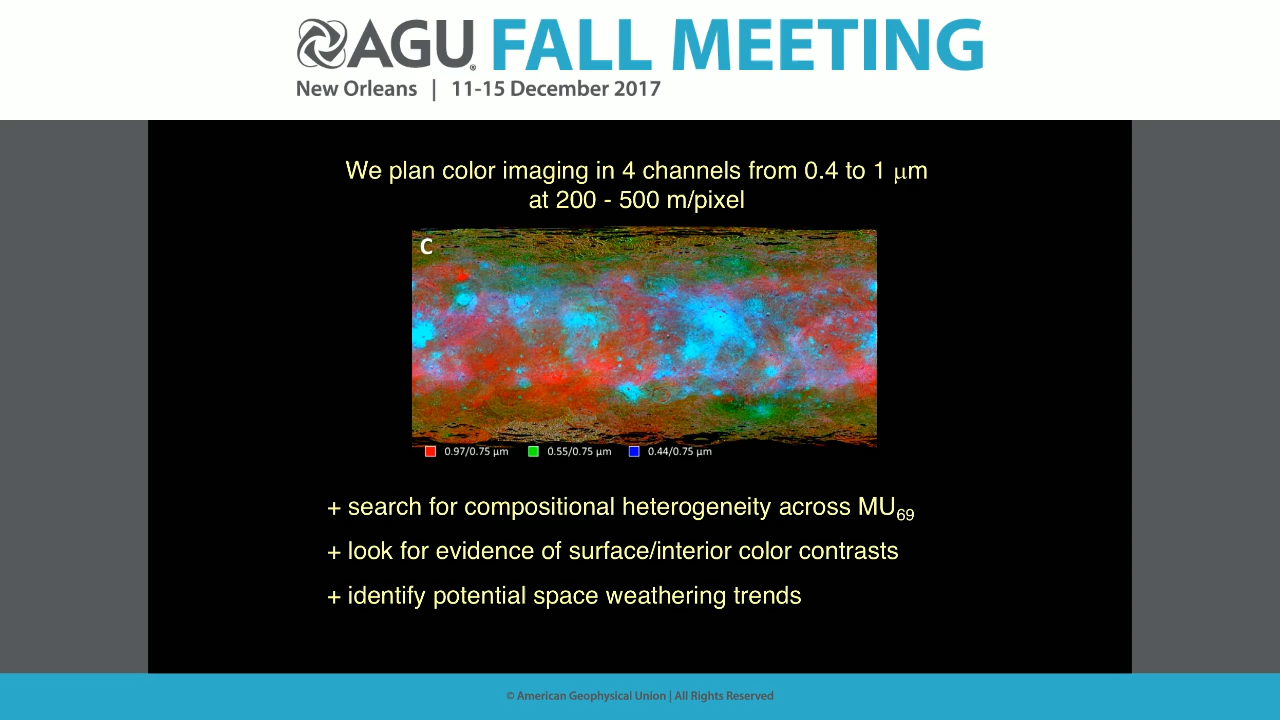 AGU FALL MEETING
New Orleans | 11-15 December 2017
We plan color imaging in 4 channels from 0.4 to 1 μm
at 200 - 500 m/pixel
C
0.97/0.75 μm 0.55/0.75 μm 0.44/0.75 μm
+ search for compositional heterogeneity across MU69
+ look for evidence of surface/interior color contrasts
+ identify potential space weathering trends
© American Geophysical Union | All Rights Reserved